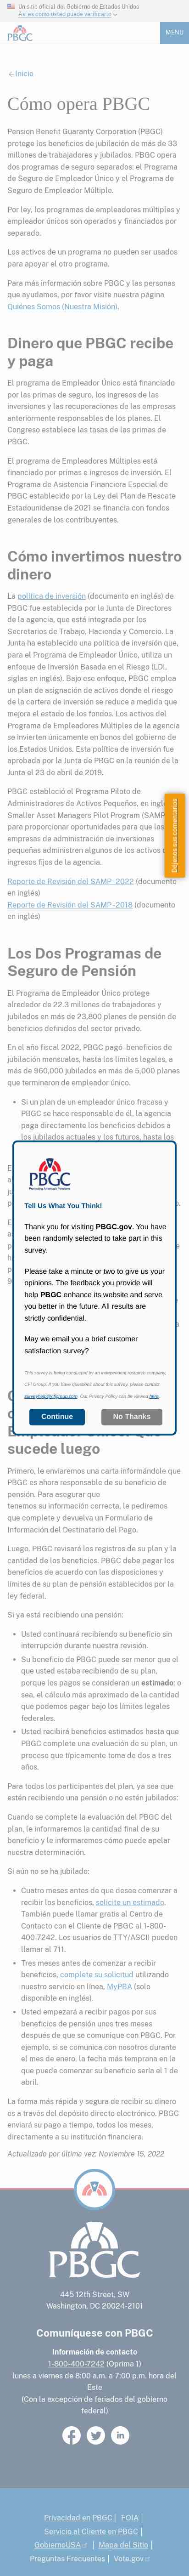 Un sitio oficial del Gobierno de Estados Unidos
Así es como usted puede verificarlo
PBGC
MENU
Inicio
Cómo opera PBGC
Pension Benefit Guaranty Corporation (PBGC)
protege los beneficios de jubilación de más de 33
millones de trabajadores y jubilados. PBGC opera
dos programas de seguro separados: el Programa
de Seguro de Empleador Único y el Programa de
Seguro de Empleador Múltiple.
Por ley, los programas de empleadores múltiples y
empleador únicos son operados y financiados por
separado.
Los activos de un programa no pueden ser usados
para apoyar el otro programa.
Para más información sobre PBGC y las pensiones
que ayudamos, por favor visite nuestra página
Quiénes Somos (Nuestra Misión).
Dinero que PBGC recibe
y paga
El programa de Empleador Único está financiado
por las primas de seguro, los ingresos de las
inversiones y las recuperaciones de las empresas
que anteriormente patrocinaban los planes. El
Congreso establece las tasas de las primas de
PBGC.
El programa de Empleadores Múltiples está
financiado por primas e ingresos de inversión. El
Programa de Asistencia Financiera Especial de
PBGC establecido por la Ley del Plan de Rescate
Estadounidense de 2021 se financia con fondos
generales de los contribuyentes.
Cómo invertimos nuestro
dinero
La política de inversión (documento en inglés) de
PBGC fue establecida por la Junta de Directores
de la agencia, que está integrada por los
Secretarios de Trabajo, Hacienda y Comercio. La
Junta ha establecido una política de inversión que,
para el programa de Empleador Único, utiliza un
enfoque de Inversión Basada en el Riesgo (LDI,
siglas en inglés). Bajo ese enfoque, PBGC empleó
una combinación de estrategias de inversión de
renta variable, renta fija y otras para reducir el
impacto de los cambios en las tasas de interés en
el estado de los fondos del programa. Los activos
del programa de Empleador Múltiple, por ley,
deben invertirse en obligaciones del gobierno de
los Estados Unidos. Esta política de inversión fue
aprobada por última vez en una resolución de la
Junta el 23 de abril de 2019.
PBGC estableció el Programa Piloto de
Administradores de Activos Pequeños, en inglés
Smaller Asset Managers Pilot Program (SAMP),
para proporcionar oportunidades para que las
empresas de administración de inversiones
pequeñas administren algunos de los activos de
ingresos fijos de la agencia.
Reporte de Revisión del SAMP - 2022 (documento
en inglés)
Reporte de Revisión del SAMP - 2018 (documento
en inglés)
Déjenos sus comentarios
Los Dos Programas de
Seguro de Pensión
El Programa de Empleador Único protege
alrededor de 22.3 millones de trabajadores y
jubilados en más de 23,800 planes de pensión de
beneficios definidos del sector privado.
En el año fiscal 2022, PBGC pagó beneficios de
jubilación mensuales, hasta los límites legales, a
más de 960,000 jubilados en más de 5,000 planes
que terminaron de empleador único.
Si un plan de un empleador único fracasa y
PBGC se hace responsable de él, la agencia
paga directamente los beneficios de los
jubilados actuales y los futuros, hasta los
PBGC
Tell Us What You Think!
Thank you for visiting PBGC.gov. You have
been randomly selected to take part in this
survey.
Please take a minute or two to give us your
opinions. The feedback you provide will
help PBGC enhance its website and serve
you better in the future. All results are
strictly confidential.
May we email you a brief customer
satisfaction survey?
This survey is being conducted by an independent research company,
CFI Group. If you have questions about this survey, please contact
surveyhelp@cfigroup.com. Our Privacy Policy can be viewed here.
Continue
No Thanks
sucede luego
Primero, le enviaremos una carta informándole que
PBGC es ahora responsable de su beneficio de
pensión. Al mismo tiempo, le pediremos que
complete y devuelva un Formulario de
Información del Destinatario del Pago.
Luego, PBGC revisará los registros de su plan y la
cantidad de sus beneficios. PBGC debe pagar los
beneficios de acuerdo con las disposiciones y
límites de su plan de pensión establecidos por la
ley federal.
Si ya está recibiendo una pensión:
Usted continuará recibiendo su beneficio sin
interrupción durante nuestra revisión.
Su beneficio de PBGC puede ser menor que el
que usted estaba recibiendo de su plan de
pensión, porque los pagos se consideran un estimado: o
sea, el cálculo más aproximado de la cantidad
que podemos pagar bajo los límites legales
federales.
Usted recibirá beneficios estimados hasta que
PBGC complete una evaluación de su plan, un
proceso que típicamente toma de dos a tres
años.
Para todos los participantes del plan, ya sea que
estén recibiendo una pensión o no estén jubilados:
Cuando se complete la evaluación del PBGC del
plan, le informaremos la cantidad final de su
beneficio y le informaremos cómo puede apelar
nuestra determinación.
Si aún no se ha jubilado:
Cuatro meses antes de que desee comenzar a
recibir los beneficios, solicite un estimado.
También puede llamar gratis al Centro de
Contacto con el Cliente de PBGC al 1-800-
400-7242. Los usuarios de TTY/ASCII pueden
llamar al 711.
Tres meses antes de comenzar a recibir
beneficios, complete su solicitud utilizando
nuestro servicio en línea, MyPBA (solo
disponible en inglés).
Usted empezará a recibir pagos por sus
beneficios de pensión unos tres meses
después de que se comunique con PBGC. Por
ejemplo, si se comunica con nosotros durante
el mes de enero, la fecha más temprana en que
puede comenzar su beneficio sería el 1 de
abril.
La forma más rápida y segura de recibir su dinero
es a través del depósito directo electrónico. PBGC
enviará su pago a tiempo, todos los meses,
directamente a su institución financiera.
Actualizado por última vez: Noviembre 15, 2022
PBGC
445 12th Street, SW
Washington, DC 20024-2101
Comuníquese con PBGC
Información de contacto
1-800-400-7242 (Oprima 1)
lunes a viernes de 8:00 a.m. a 7:00 p.m. hora del
Este
(Con la excepción de feriados del gobierno
federal)
Privacidad en PBGC | FOIA |
Servicio al Cliente en PBGC |
GobiernoUSA | Mapa del Sitio |
Preguntas Frecuentes | Vote.gov